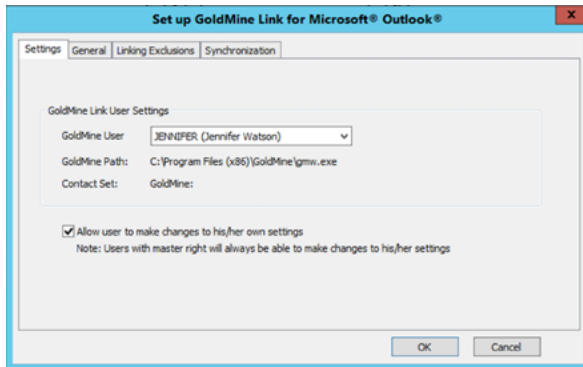 Set up GoldMine Link for Microsoft® Outlook®
x
Settings General Linking Exclusions Synchronization
GoldMine Link User Settings
GoldMine User JENNIFER (Jennifer Watson)
GoldMine Path: C:\Program Files (x86)\GoldMine\gmw.exe
Contact Set: GoldMine:
Allow user to make changes to his/her own settings
Note: Users with master right will always be able to make changes to his/her settings
OK Cancel